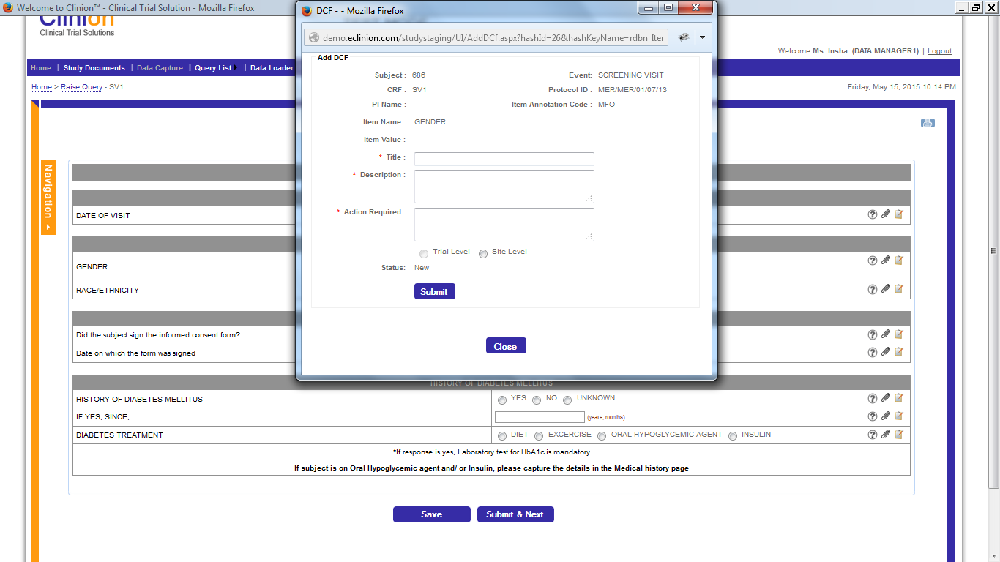 Welcome to Clinion™ - Clinical Trial Solution - Mozilla Firefox
Clinion
Clinical Trial Solutions
Welcome Ms. Insha (DATA MANAGER1) | Logout
Home | Study Documents | Data Capture | Query List | Data Loader
Home > Raise Query - SV1
Friday, May 15, 2015 10:14 PM
Navigation
DATE OF VISIT
GENDER
RACE/ETHNICITY
Did the subject sign the informed consent form?
Date on which the form was signed
DCF - - Mozilla Firefox
demo.eclinion.com/studystaging/UI/AddDCf.aspx?hashId=26&hashKeyName=rdbn_Iter
Add DCF
Subject : 686 Event: SCREENING VISIT
CRF : SV1 Protocol ID : MER/MER/01/07/13
PI Name : Item Annotation Code : MFO
Item Name : GENDER
Item Value :
* Title :
* Description :
* Action Required :
Trial Level Site Level
Status: New
Submit
Close
HISTORY OF DIABETES MELLITUS
HISTORY OF DIABETES MELLITUS YES NO UNKNOWN
IF YES, SINCE, (years, months)
DIABETES TREATMENT DIET EXCERCISE ORAL HYPOGLYCEMIC AGENT INSULIN
*If response is yes, Laboratory test for HbA1c is mandatory
If subject is on Oral Hypoglycemic agent and/ or Insulin, please capture the details in the Medical history page
Save Submit & Next